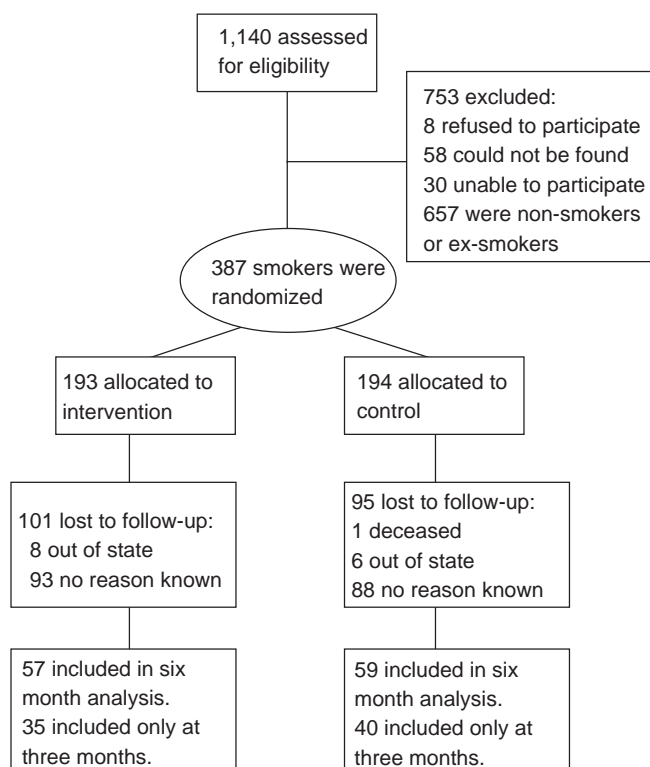 1,140 assessed
for eligibility
753 excluded:
8 refused to participate
58 could not be found
30 unable to participate
657 were non-smokers
or ex-smokers
387 smokers were
randomized
193 allocated to
intervention
194 allocated to
control
101 lost to follow-up:
8 out of state
93 no reason known
95 lost to follow-up:
1 deceased
6 out of state
88 no reason known
57 included in six
month analysis.
35 included only at
three months.
59 included in six
month analysis.
40 included only at
three months.